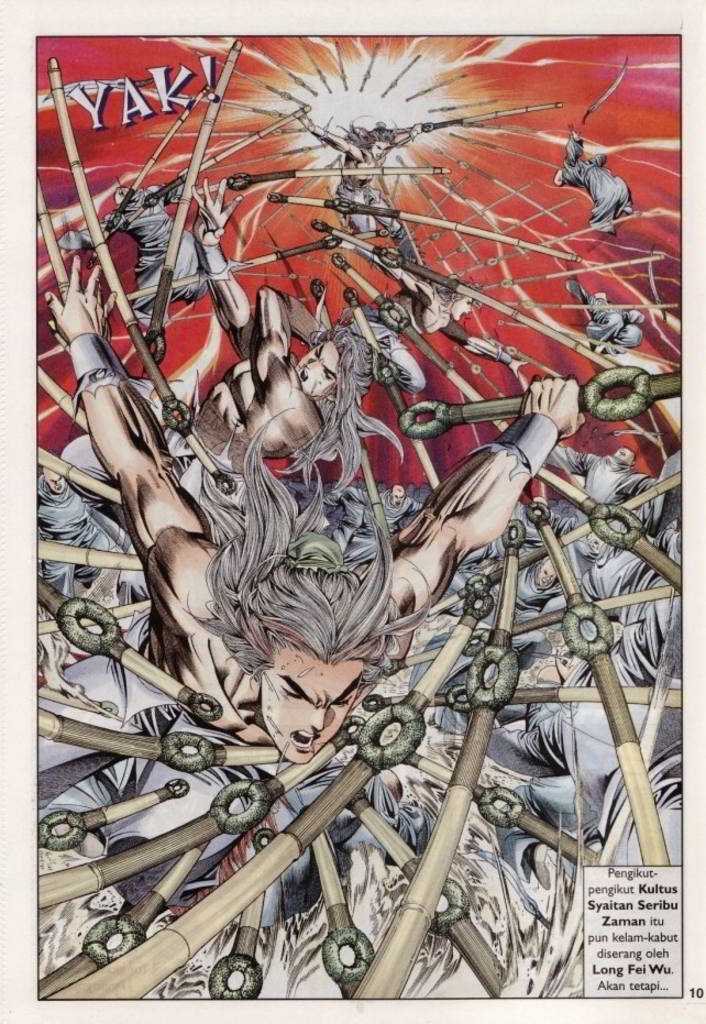 YAK!
Pengikut-
pengikut Kultus
Syaitan Seribu
Zaman itu
pun kelam-kabut
diserang oleh
Long Fei Wu.
Akan tetapi...
10